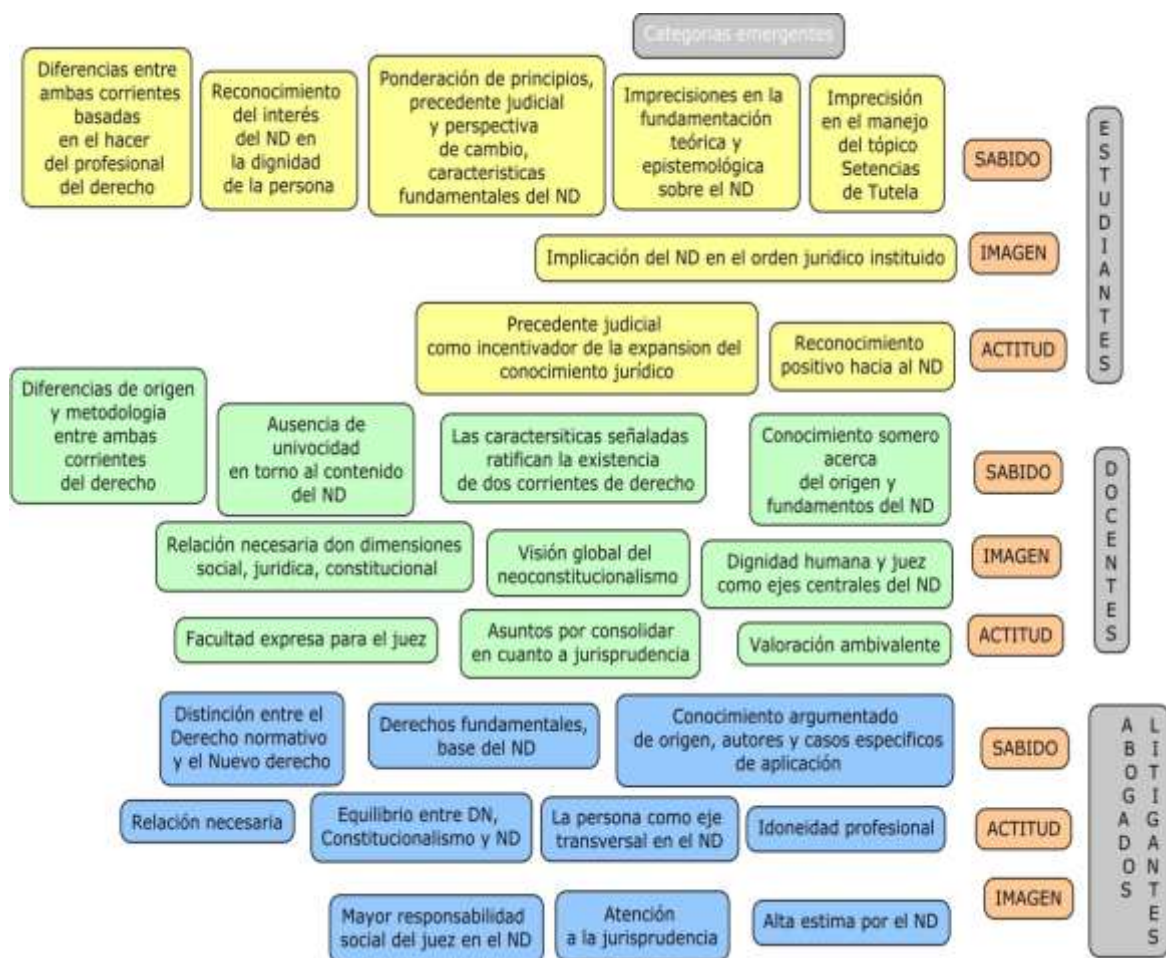 Categorias emergentes
Diferencias entre
ambas corrientes
basadas
en el hacer
del profesional
del derecho
Reconocimiento
del interés
del ND en
la dignidad
de la persona
Ponderación de principios,
precedente judicial
y perspectiva
de cambio,
caracteristicas
fundamentales del ND
Imprecisiones en la
fundamentación
teórica y
epistemológica
sobre el ND
Imprecisión
en el manejo
del tópico
Setencias
de Tutela
SABIDO
ESTUDIANTES
Implicación del ND en el orden juridico instituido
IMAGEN
Precedente judicial
como incentivador de la expansion del
conocimiento jurídico
Reconocimiento
positivo hacia al ND
ACTITUD
Diferencias de origen
y metodologia
entre ambas
corrientes
del derecho
Ausencia de
univocidad
en torno al contenido
del ND
Las caractersiticas señaladas
ratifican la existencia
de dos corrientes de derecho
Conocimiento somero
acerca
del origen y
fundamentos del ND
SABIDO
DOCENTES
Relación necesaria don dimensiones
social, juridica, constitucional
Visión global del
neoconstitucionalismo
Dignidad humana y juez
como ejes centrales del ND
IMAGEN
Facultad expresa para el juez
Asuntos por consolidar
en cuanto a jurisprudencia
Valoración ambivalente
ACTITUD
Distinción entre el
Derecho normativo
y el Nuevo derecho
Derechos fundamentales,
base del ND
Conocimiento argumentado
de origen, autores y casos especificos
de aplicación
SABIDO
ABOGADOS
LITIGANTES
Relación necesaria
Equilibrio entre DN,
Constitucionalismo y ND
La persona como eje
transversal en el ND
Idoneidad profesional
ACTITUD
Mayor responsabilidad
social del juez en el ND
Atención
a la jurisprudencia
Alta estima por el ND
IMAGEN